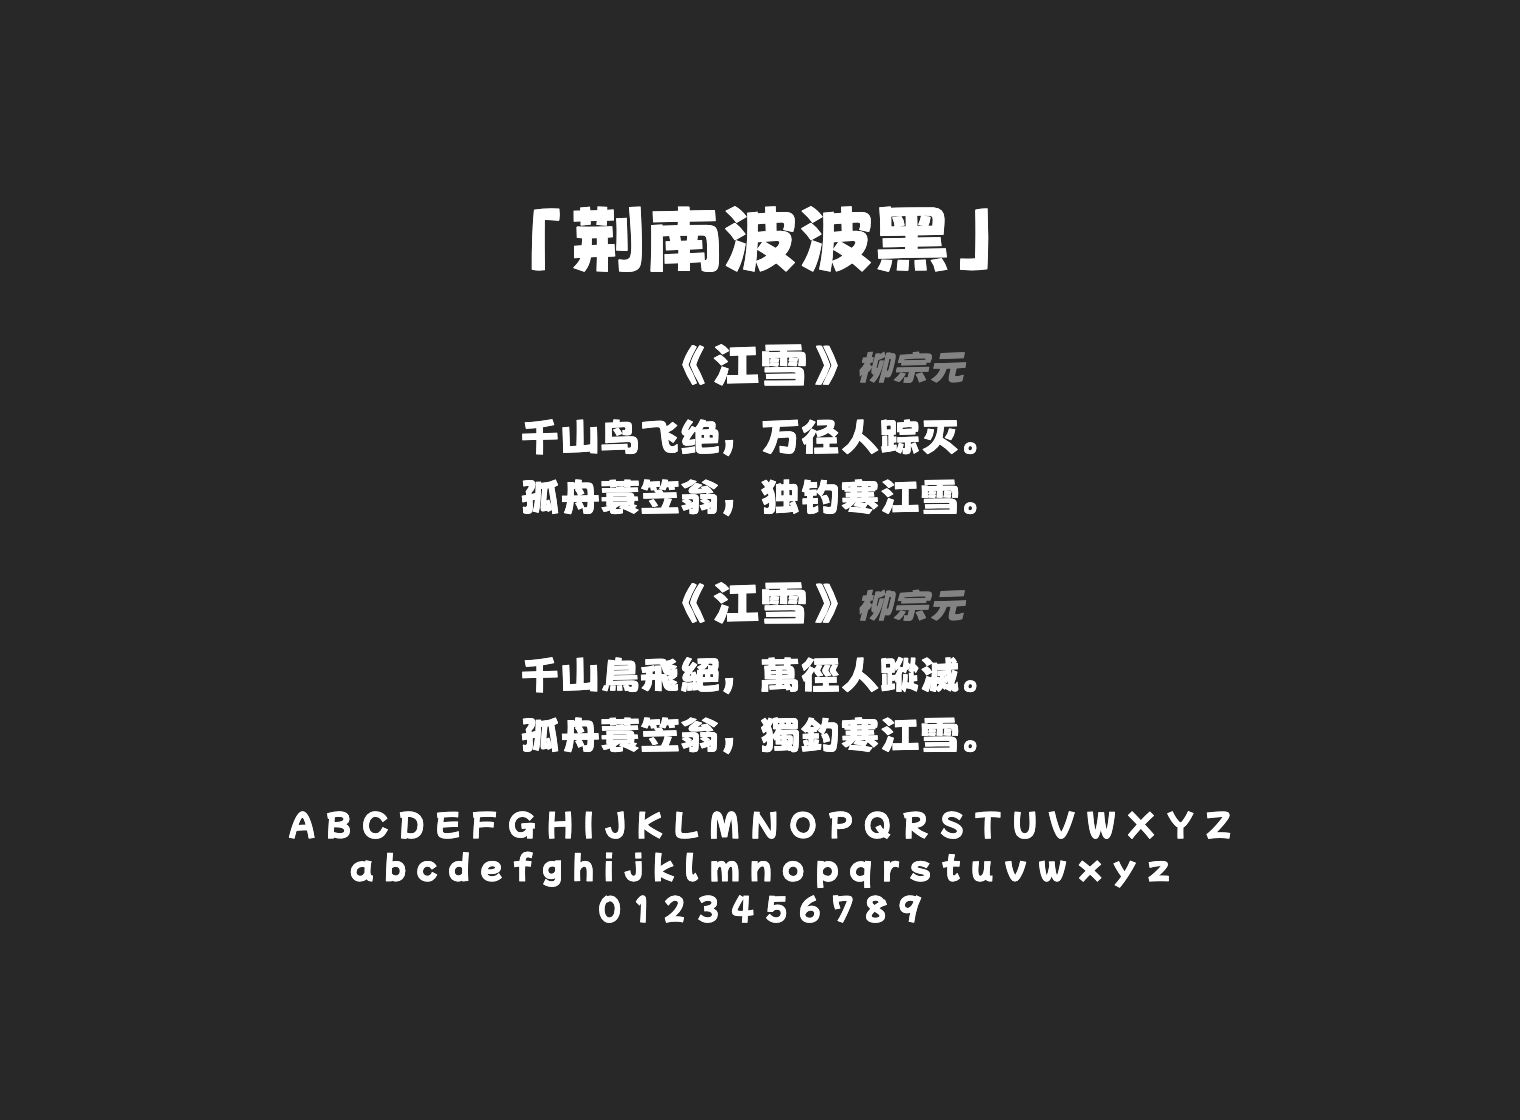 「荆南波波黑」
《江雪》柳宗元
千山鸟飞绝，万径人踪灭。
孤舟蓑笠翁，独钓寒江雪。
《江雪》柳宗元
千山鳥飛絕，萬徑人蹤滅。
孤舟蓑笠翁，獨釣寒江雪。
A B C D E F G H I J K L M N O P Q R S T U V W X Y Z
a b c d e f g h i j k l m n o p q r s t u v w x y z
0 1 2 3 4 5 6 7 8 9